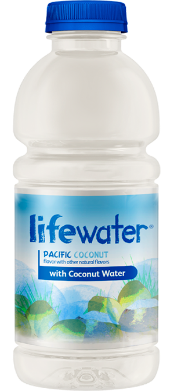 lifewater
PACIFIC COCONUT
flavor with other natural flavors
with Coconut Water